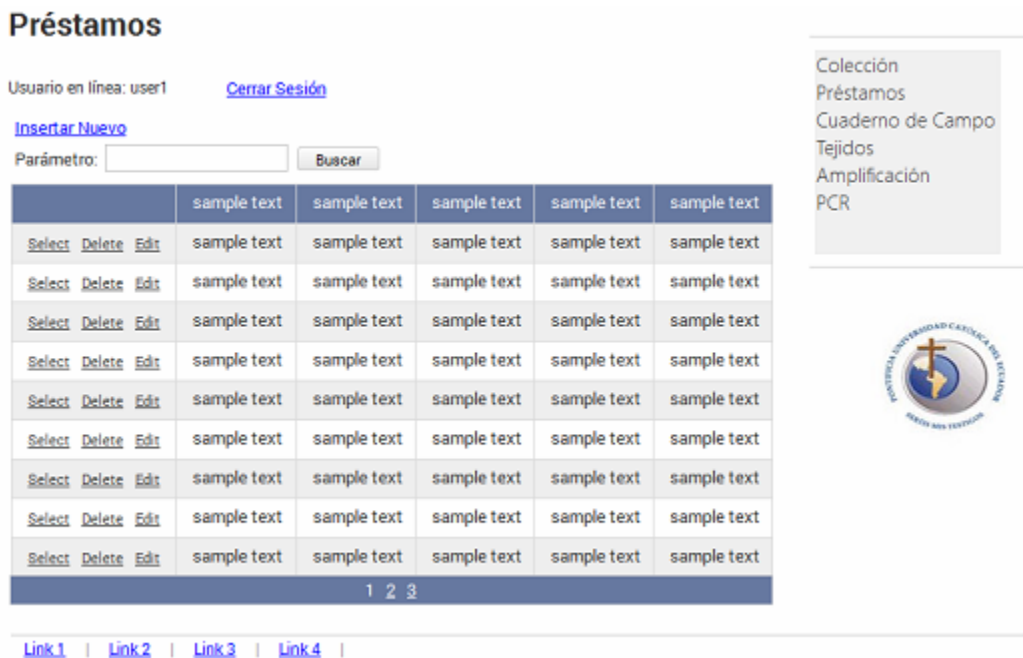 Préstamos
Usuario en línea: user1 Cerrar Sesión
Insertar Nuevo
Parámetro: Buscar
sample text sample text sample text sample text sample text
Select Delete Edit sample text sample text sample text sample text sample text
Select Delete Edit sample text sample text sample text sample text sample text
Select Delete Edit sample text sample text sample text sample text sample text
Select Delete Edit sample text sample text sample text sample text sample text
Select Delete Edit sample text sample text sample text sample text sample text
Select Delete Edit sample text sample text sample text sample text sample text
Select Delete Edit sample text sample text sample text sample text sample text
Select Delete Edit sample text sample text sample text sample text sample text
Select Delete Edit sample text sample text sample text sample text sample text
1 2 3
Link 1 | Link 2 | Link 3 | Link 4 |
Colección
Préstamos
Cuaderno de Campo
Tejidos
Amplificación
PCR
PONTIFICIA UNIVERSIDAD CATÓLICA DEL ECUADOR
SEREIS MIS TESTIGOS